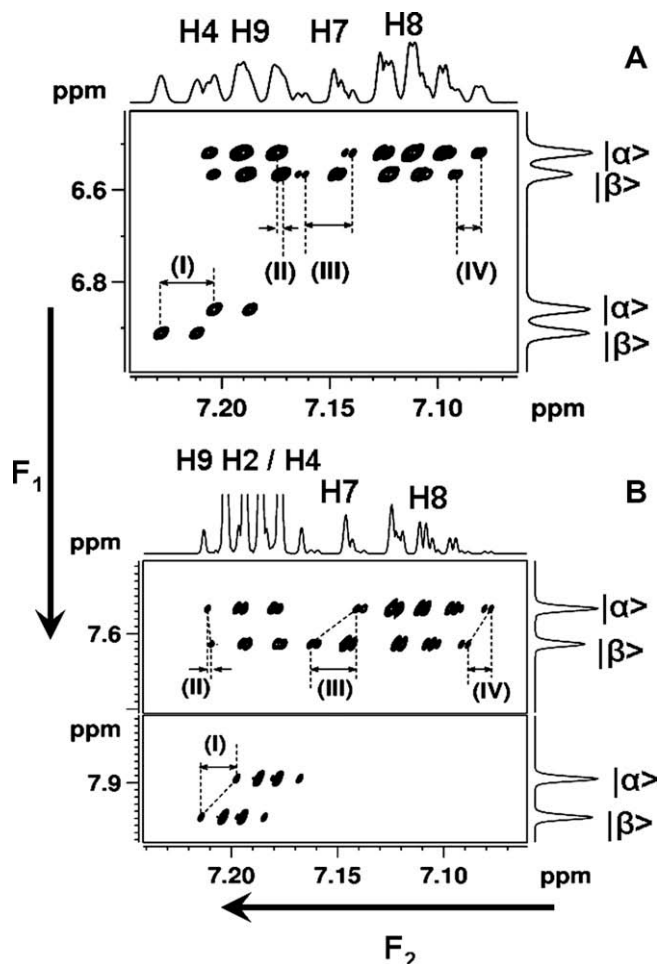 H4 H9 H7 H8
A
ppm
|α>
6.6
|β>
(II) (III) (IV)
(I)
6.8
|α>
|β>
7.20 7.15 7.10 ppm
F1
H9 H2 / H4
H7 H8
B
ppm
|α>
7.6
|β>
(II) (III) (IV)
ppm
(I)
7.9
|α>
|β>
7.20 7.15 7.10 ppm
F2